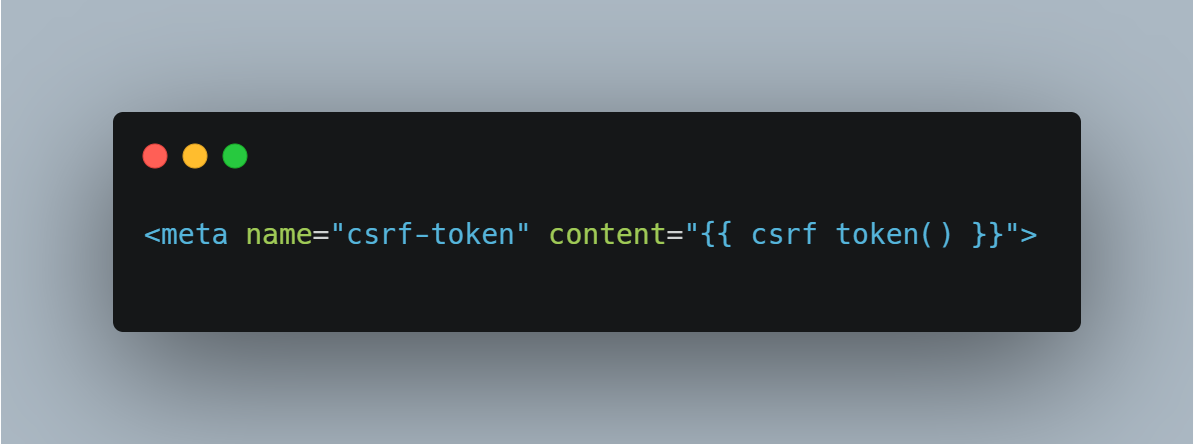 <meta name="csrf-token" content="{{ csrf token() }}">